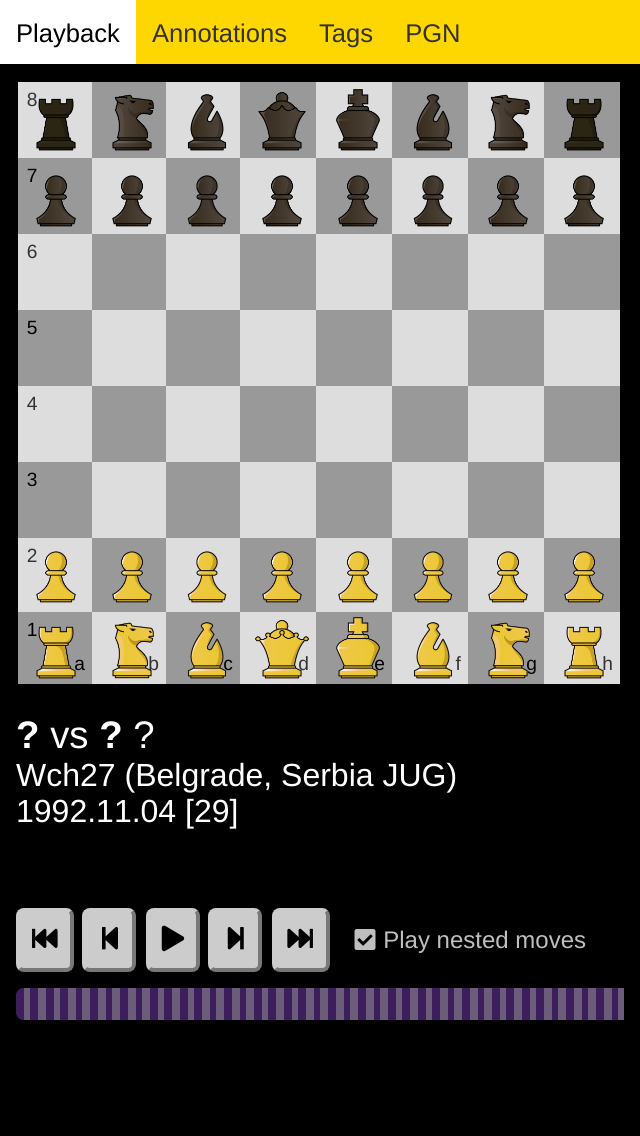 Playback Annotations Tags PGN
8
7
6
5
4
3
2
1
a b c d e f g h
? vs ? ?
Wch27 (Belgrade, Serbia JUG)
1992.11.04 [29]
Play nested moves